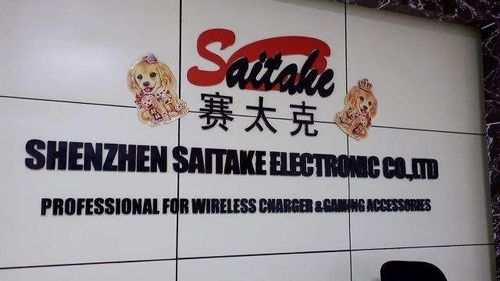 Saitake
赛太克
SHENZHEN SAITAKE ELECTRONIC CO.,LTD
PROFESSIONAL FOR WIRELESS CHARGER & GAMING ACCESSORIES